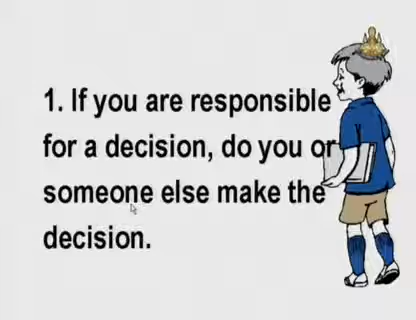 1. If you are responsible
for a decision, do you or
someone else make the
decision.